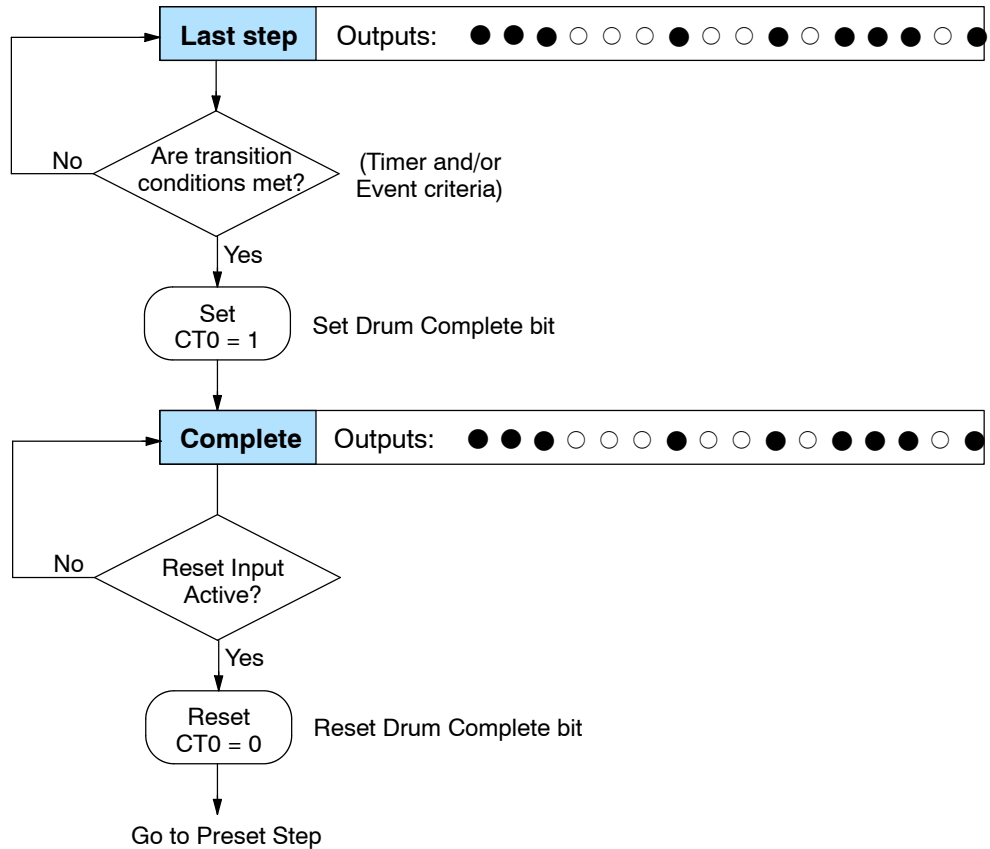 Last step Outputs:
Are transition
conditions met?
(Timer and/or
Event criteria)
No
Yes
Set
CT0 = 1
Set Drum Complete bit
Complete Outputs:
Reset Input
Active?
No
Yes
Reset
CT0 = 0
Reset Drum Complete bit
Go to Preset Step